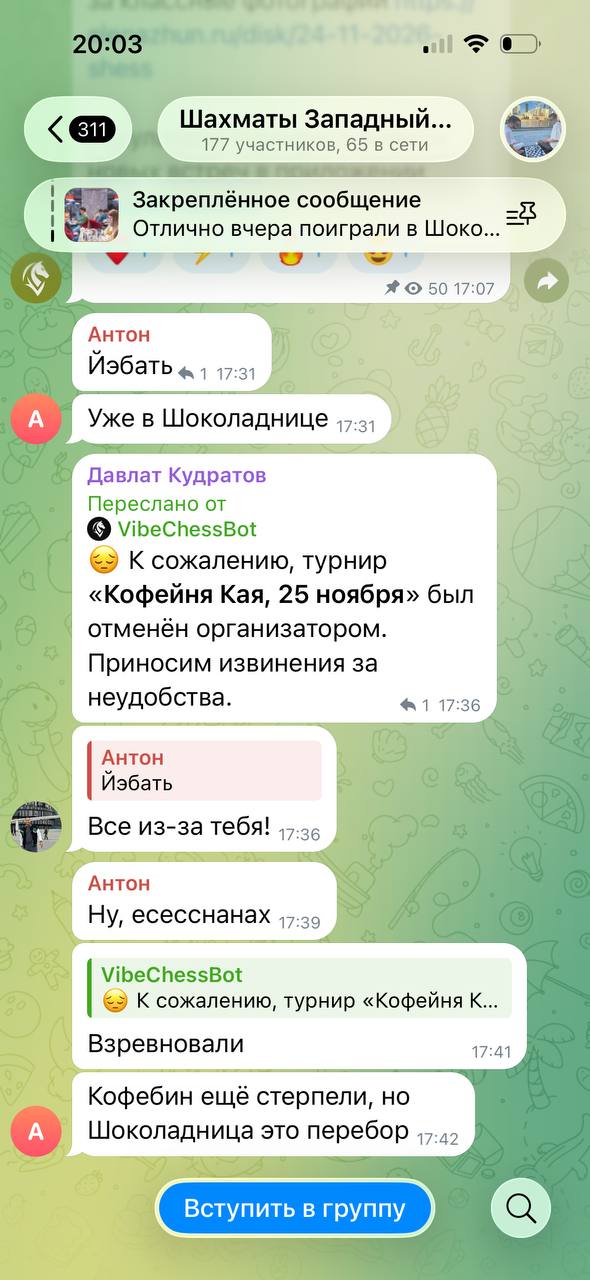 20:03
311
Шахматы Западный...
177 участников, 65 в сети
Закреплённое сообщение
Отлично вчера поиграли в Шоко...
50 17:07
Антон
Йэбать 1 17:31
А
Уже в Шоколаднице 17:31
Давлат Кудратов
Переслано от
VibeChessBot
😔 К сожалению, турнир
«Кофейня Кая, 25 ноября» был
отменён организатором.
Приносим извинения за
неудобства. 1 17:36
Антон
Йэбать
Все из-за тебя! 17:36
Антон
Ну, есесснанах 17:39
VibeChessBot
😔 К сожалению, турнир «Кофейня К...
Взревновали 17:41
Кофебин ещё стерпели, но
Шоколадница это перебор 17:42
А
Вступить в группу